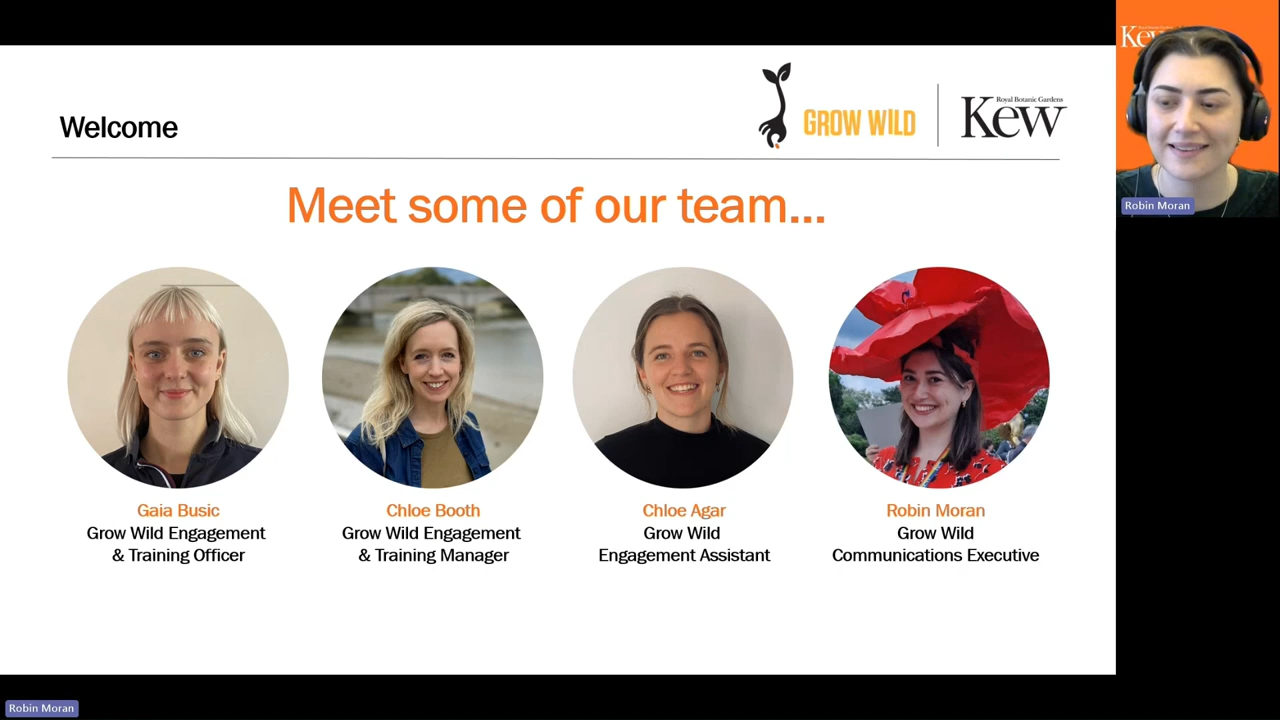 Welcome
GROW WILD
Royal Botanic Gardens
Kew
Meet some of our team...
Gaia Busic
Grow Wild Engagement
& Training Officer
Chloe Booth
Grow Wild Engagement
& Training Manager
Chloe Agar
Grow Wild
Engagement Assistant
Robin Moran
Grow Wild
Communications Executive
Kew
Robin Moran
Robin Moran